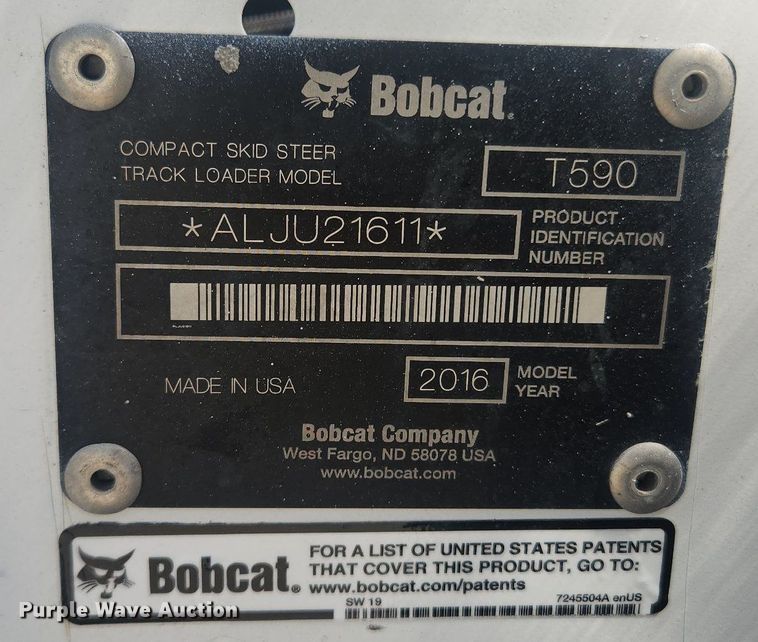 Bobcat
COMPACT SKID STEER
TRACK LOADER MODEL
T590
*ALJU21611*
PRODUCT
IDENTIFICATION
NUMBER
MADE IN USA
2016
MODEL
YEAR
Bobcat Company
West Fargo, ND 58078 USA
www.bobcat.com
Bobcat
FOR A LIST OF UNITED STATES PATENTS
THAT COVER THIS PRODUCT, GO TO:
www.bobcat.com/patents
SW 19
7245504A enUS
Purple Wave Auction